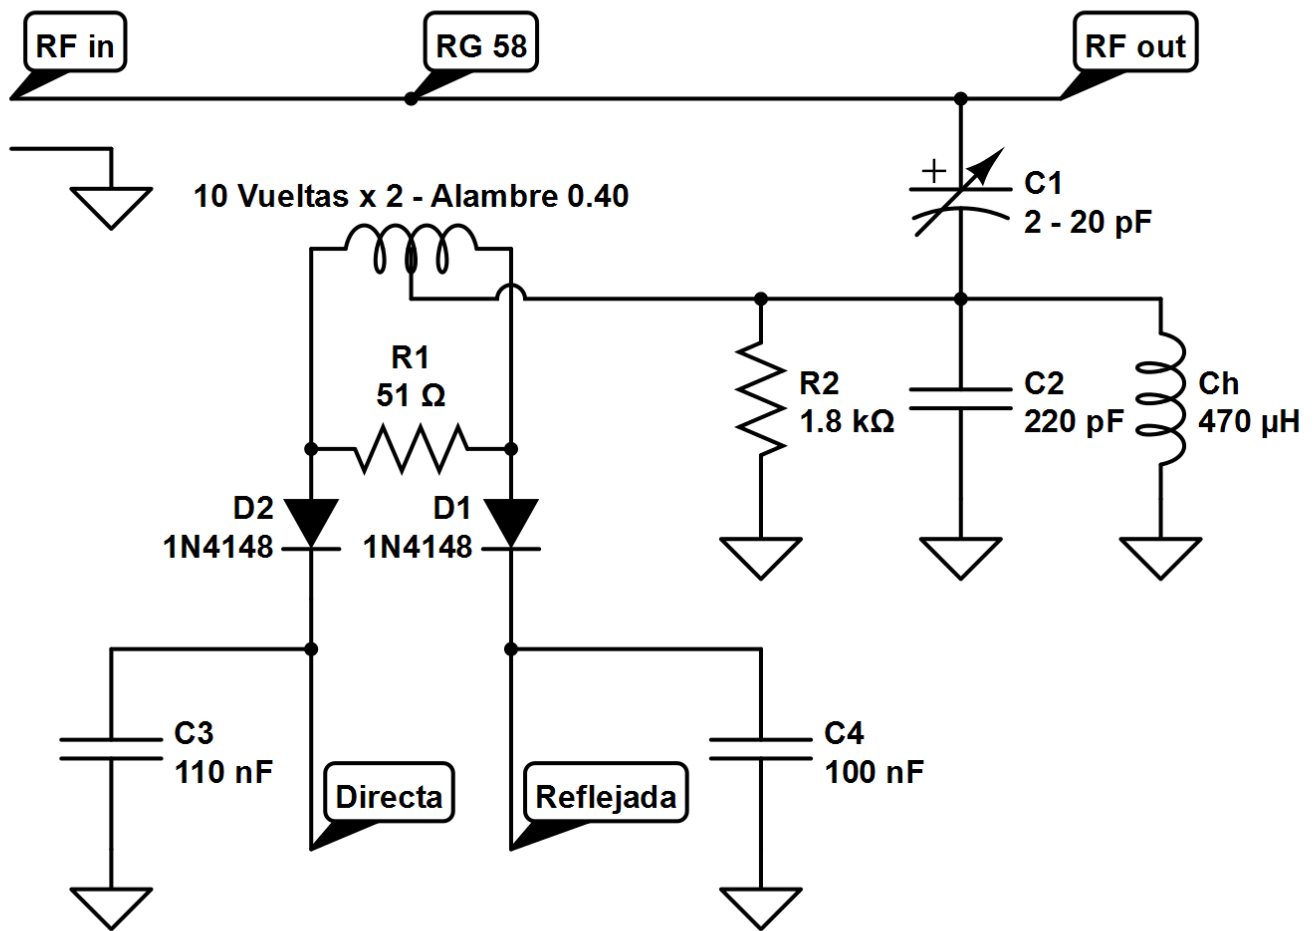 RF in
RG 58
RF out
10 Vueltas x 2 - Alambre 0.40
+
C1
2 - 20 pF
R1
51 Ω
R2
1.8 kΩ
C2
220 pF
Ch
470 µH
D2
1N4148
D1
1N4148
C3
110 nF
C4
100 nF
Directa
Reflejada